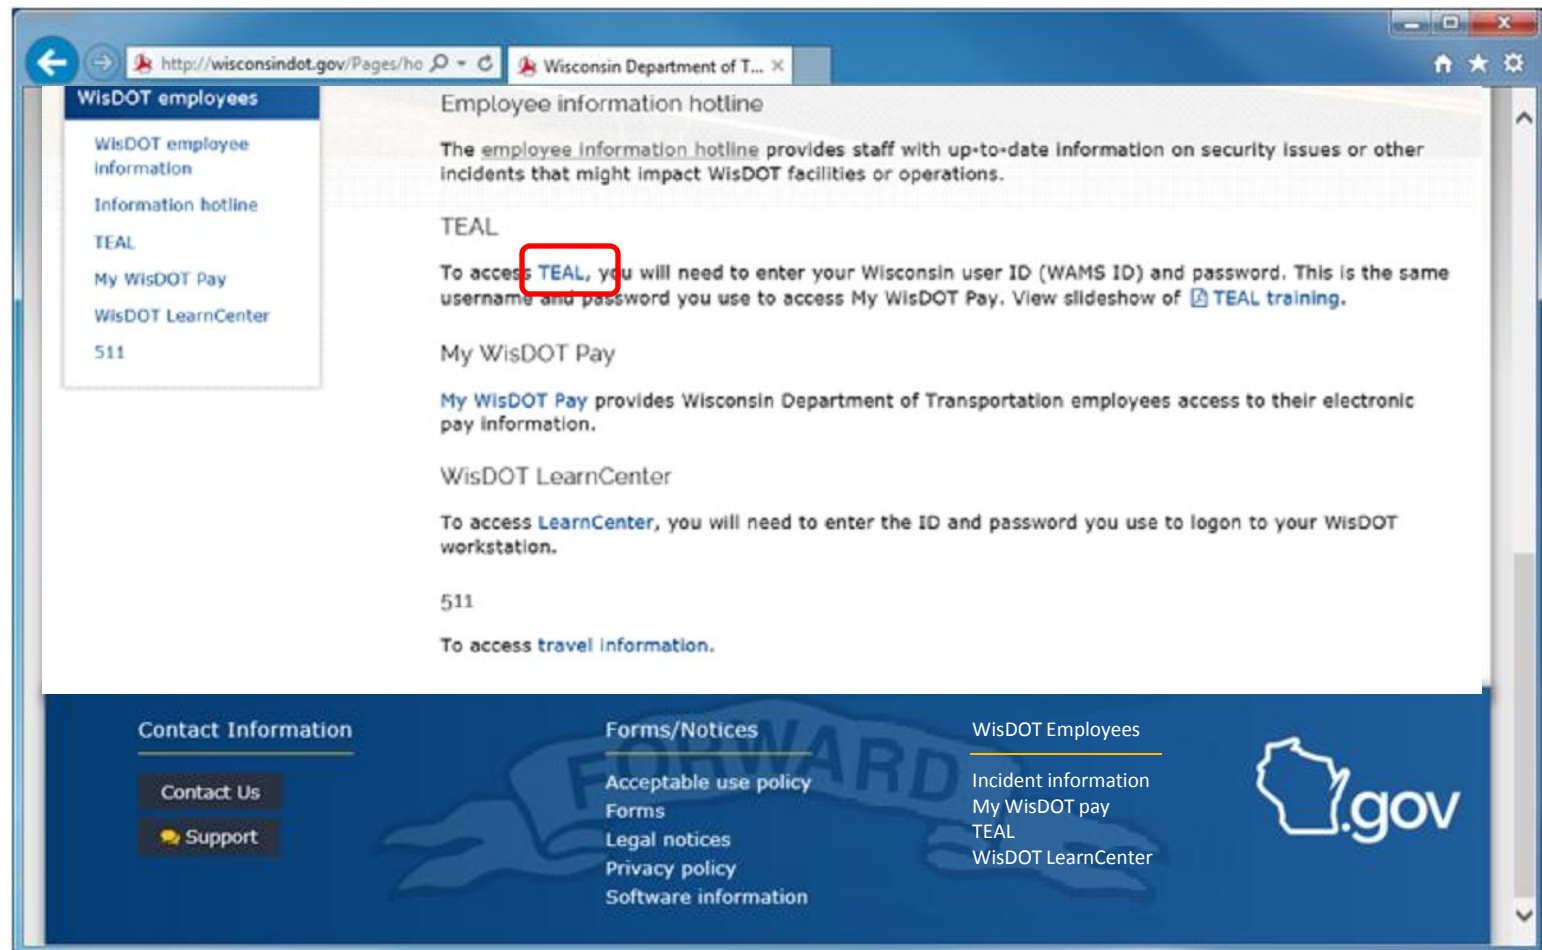 http://wisconsindot.gov/Pages/ho
Wisconsin Department of T...
WisDOT employees
WisDOT employee
information
Information hotline
TEAL
My WisDOT Pay
WisDOT LearnCenter
511
Employee information hotline
The employee information hotline provides staff with up-to-date information on security issues or other
incidents that might impact WisDOT facilities or operations.
TEAL
To access TEAL, you will need to enter your Wisconsin user ID (WAMS ID) and password. This is the same
username and password you use to access My WisDOT Pay. View slideshow of TEAL training.
My WisDOT Pay
My WisDOT Pay provides Wisconsin Department of Transportation employees access to their electronic
pay information.
WisDOT LearnCenter
To access LearnCenter, you will need to enter the ID and password you use to logon to your WisDOT
workstation.
511
To access travel information.
FORWARD
Contact Information
Contact Us
Support
Forms/Notices
Acceptable use policy
Forms
Legal notices
Privacy policy
Software information
WisDOT Employees
Incident information
My WisDOT pay
TEAL
WisDOT LearnCenter
.gov